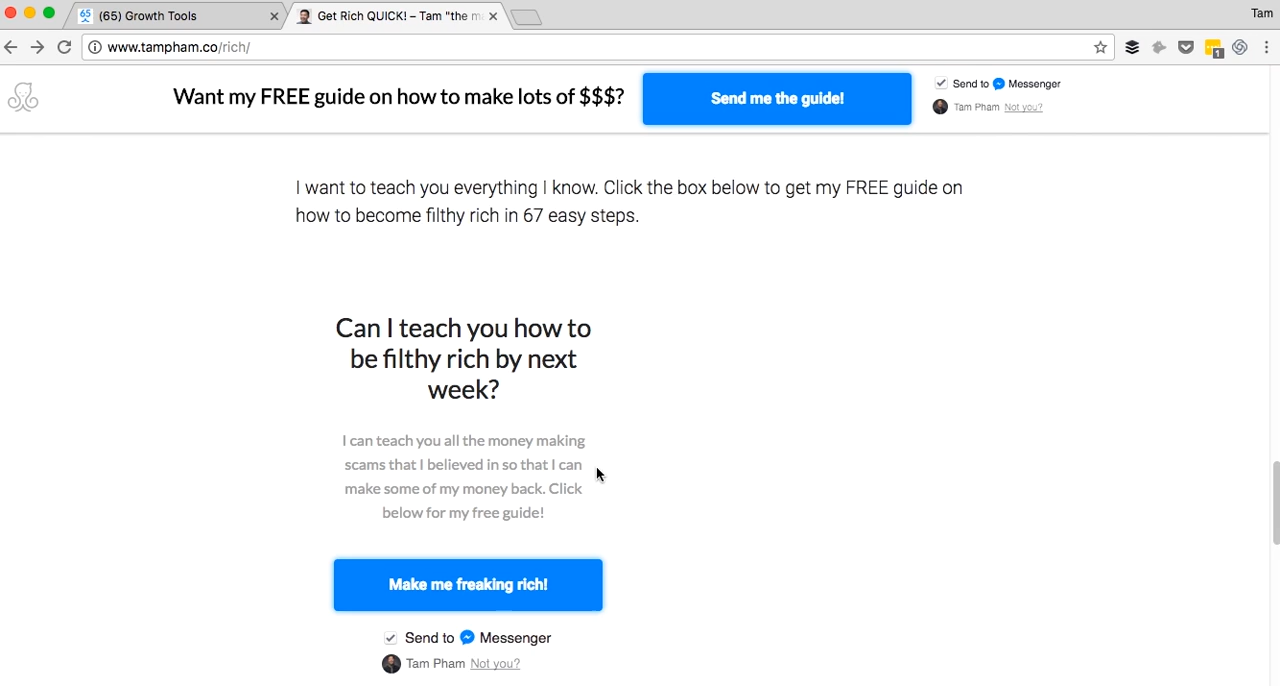 (65) Growth Tools
Get Rich QUICK! – Tam "the m
Tam
www.tampham.co/rich/
1
Want my FREE guide on how to make lots of $$$?
Send me the guide!
Send to Messenger
Tam Pham Not you?
I want to teach you everything I know. Click the box below to get my FREE guide on
how to become filthy rich in 67 easy steps.
Can I teach you how to
be filthy rich by next
week?
I can teach you all the money making
scams that I believed in so that I can
make some of my money back. Click
below for my free guide!
Make me freaking rich!
Send to Messenger
Tam Pham Not you?